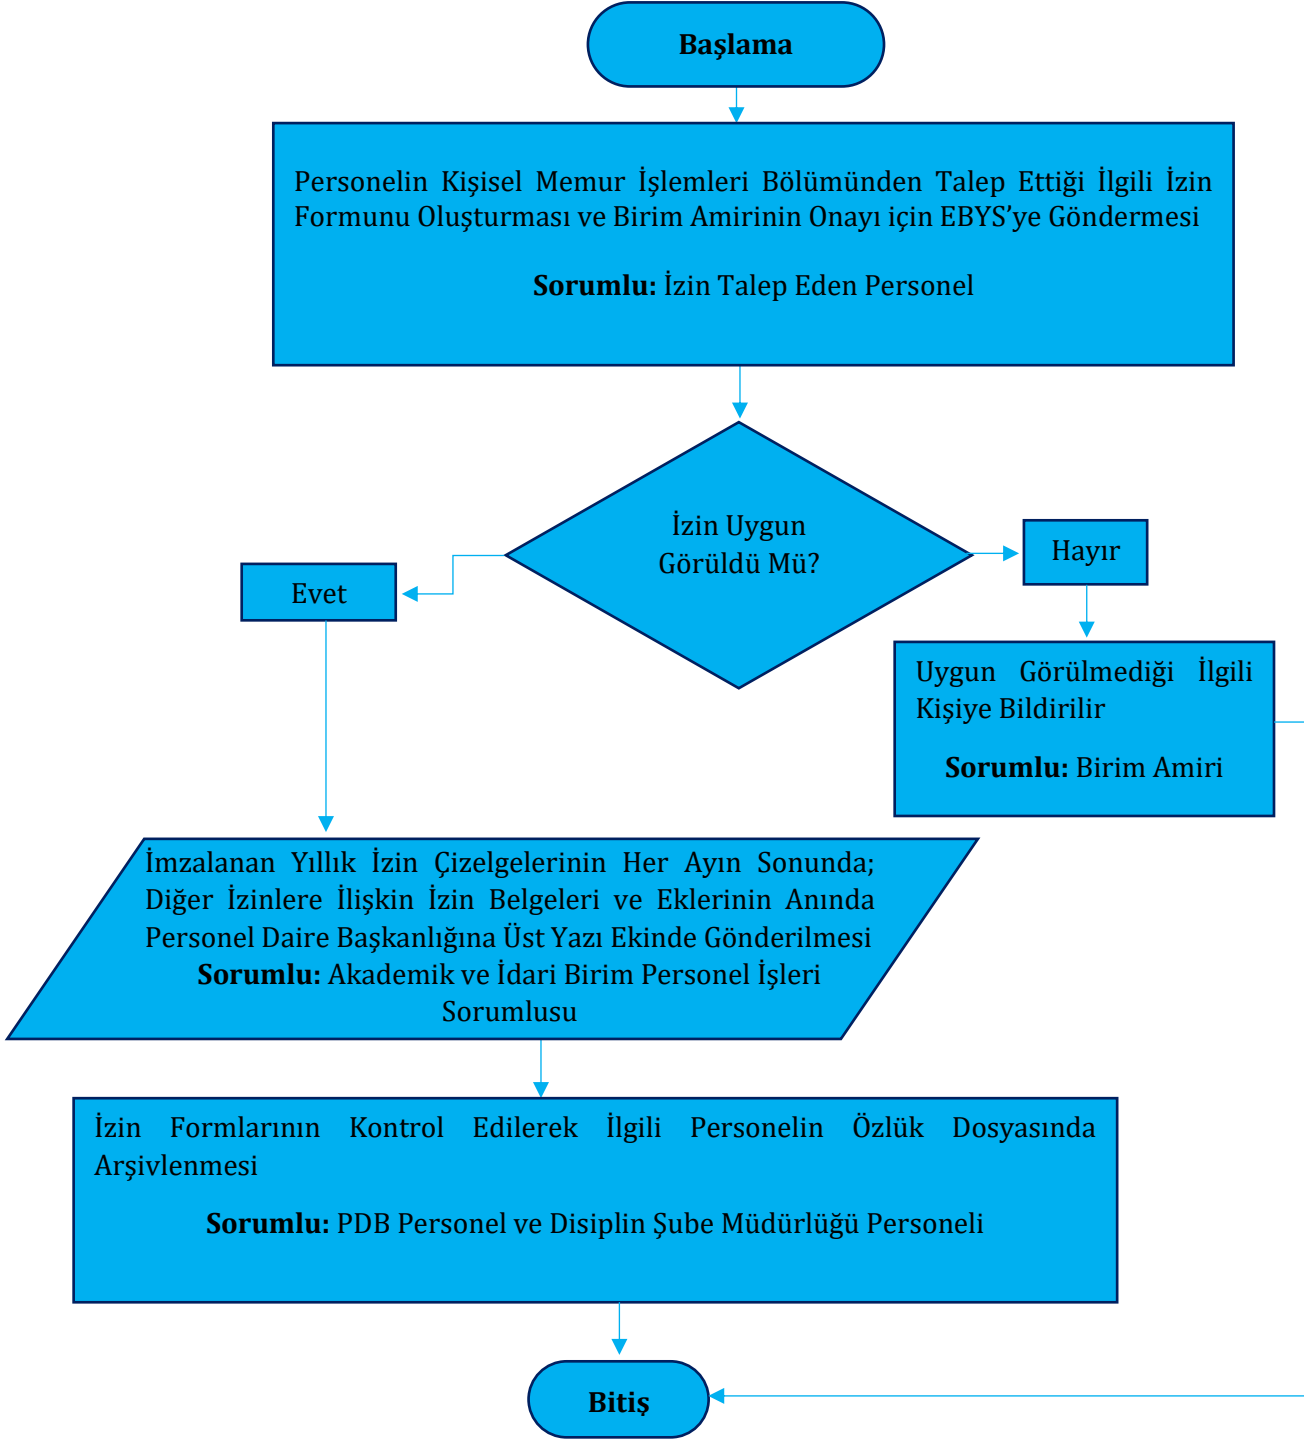 Başlama
Personelin Kişisel Memur İşlemleri Bölümünden Talep Ettiği İlgili İzin
Formunu Oluşturması ve Birim Amirinin Onayı için EBYS’ye Göndermesi
Sorumlu: İzin Talep Eden Personel
İzin Uygun
Görüldü Mü?
Hayır
Evet
Uygun Görülmediği İlgili
Kişiye Bildirilir
Sorumlu: Birim Amiri
İmzalanan Yıllık İzin Çizelgelerinin Her Ayın Sonunda;
Diğer İzinlere İlişkin İzin Belgeleri ve Eklerinin Anında
Personel Daire Başkanlığına Üst Yazı Ekinde Gönderilmesi
Sorumlu: Akademik ve İdari Birim Personel İşleri
Sorumlusu
İzin Formlarının Kontrol Edilerek İlgili Personelin Özlük Dosyasında
Arşivlenmesi
Sorumlu: PDB Personel ve Disiplin Şube Müdürlüğü Personeli
Bitiş